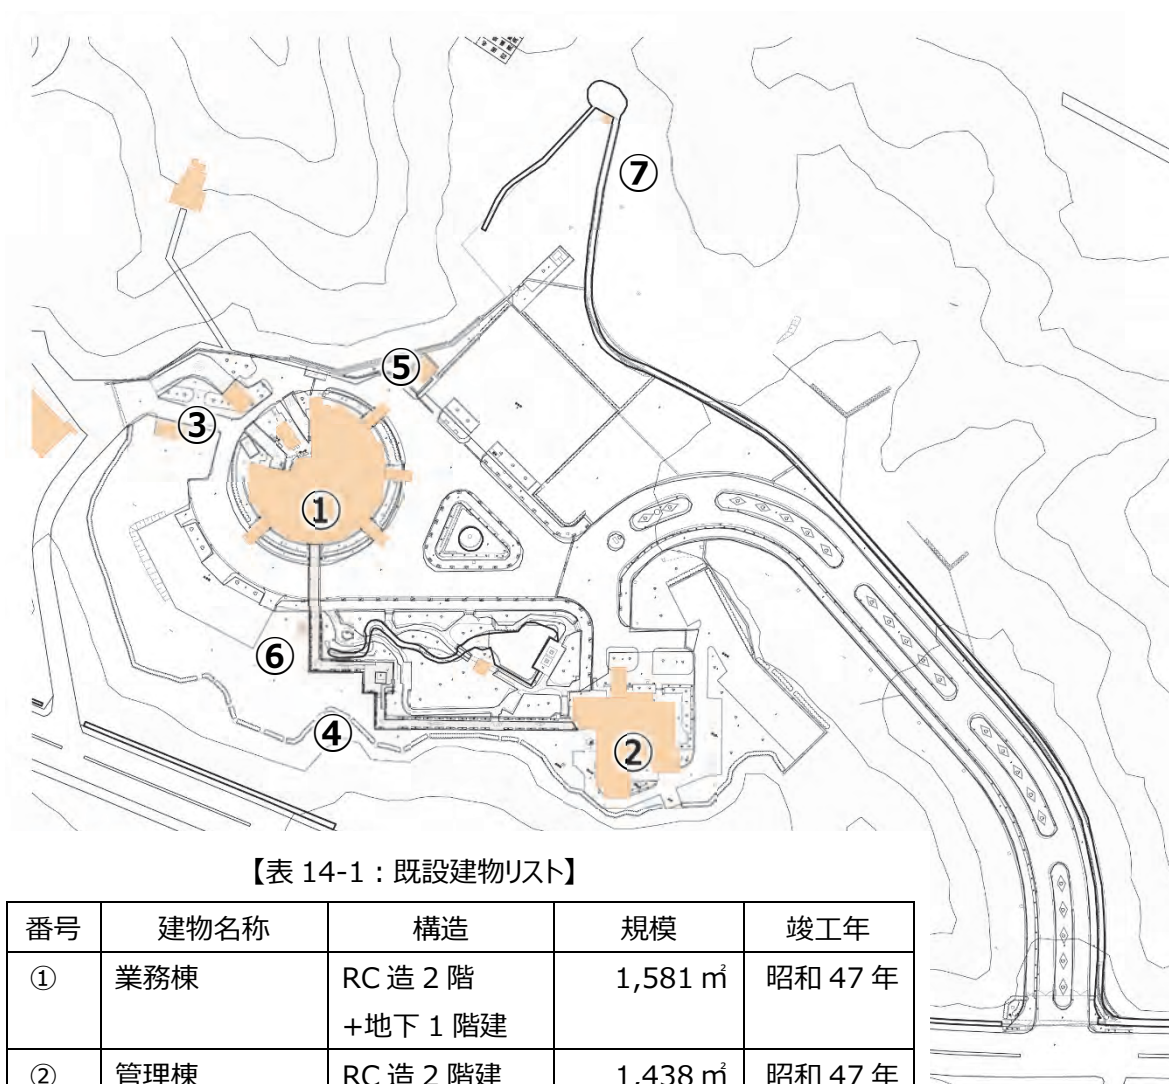 ⑦
⑤
③
①
⑥
④
②
【表 14-1：既設建物リスト】
番号 建物名称 構造 規模 竣工年
① 業務棟 RC 造 2 階 1,581 ㎡ 昭和 47 年
+地下 1 階建
② 管理棟 RC 造 2 階建 1,438 ㎡ 昭和 47 年